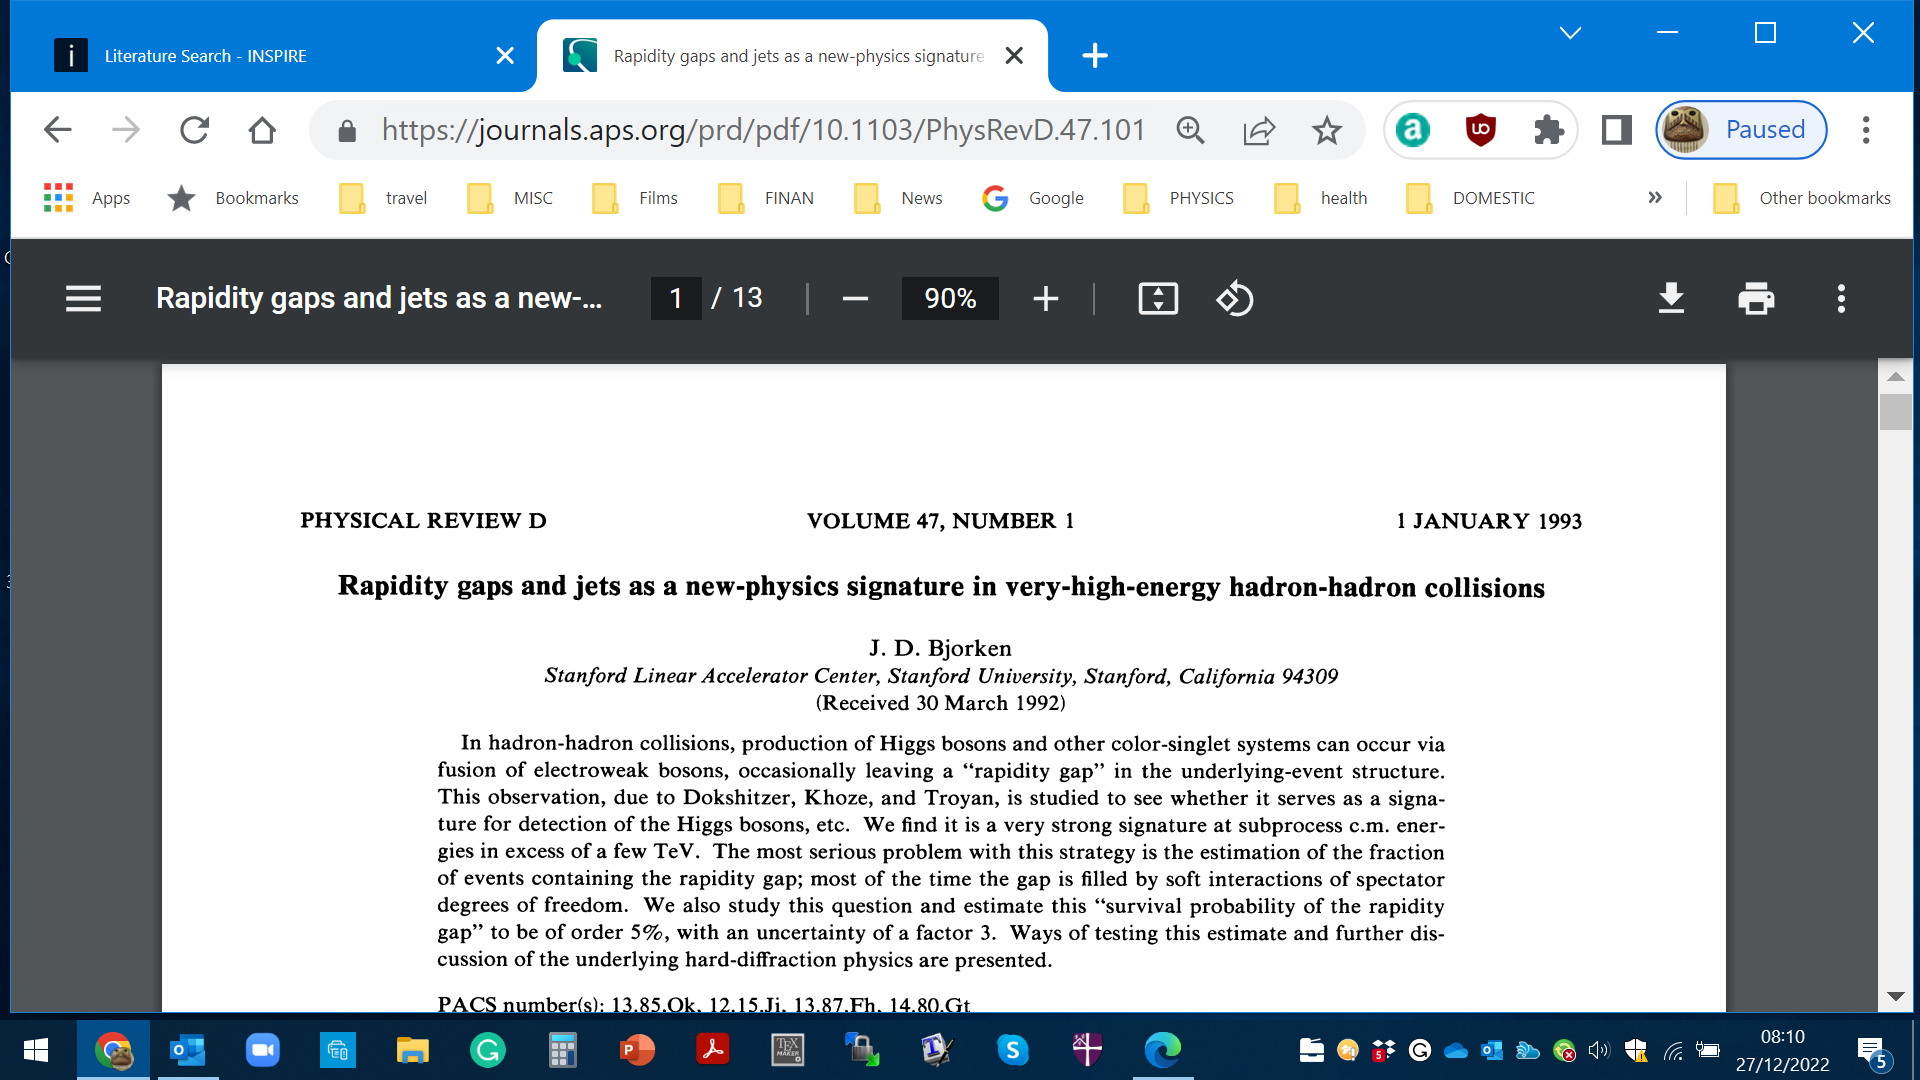 Literature Search - INSPIRE
Rapidity gaps and jets as a new-physics signature
https://journals.aps.org/prd/pdf/10.1103/PhysRevD.47.101
Paused
Apps
Bookmarks
travel
MISC
Films
FINAN
News
Google
PHYSICS
health
DOMESTIC
»
Other bookmarks
Rapidity gaps and jets as a new-...
1 / 13
90%
PHYSICAL REVIEW D
VOLUME 47, NUMBER 1
1 JANUARY 1993
Rapidity gaps and jets as a new-physics signature in very-high-energy hadron-hadron collisions
J. D. Bjorken
Stanford Linear Accelerator Center, Stanford University, Stanford, California 94309
(Received 30 March 1992)
In hadron-hadron collisions, production of Higgs bosons and other color-singlet systems can occur via
fusion of electroweak bosons, occasionally leaving a “rapidity gap” in the underlying-event structure.
This observation, due to Dokshitzer, Khoze, and Troyan, is studied to see whether it serves as a signa-
ture for detection of the Higgs bosons, etc. We find it is a very strong signature at subprocess c.m. ener-
gies in excess of a few TeV. The most serious problem with this strategy is the estimation of the fraction
of events containing the rapidity gap; most of the time the gap is filled by soft interactions of spectator
degrees of freedom. We also study this question and estimate this “survival probability of the rapidity
gap” to be of order 5%, with an uncertainty of a factor 3. Ways of testing this estimate and further dis-
cussion of the underlying hard-diffraction physics are presented.
PACS number(s): 13.85.Qk, 12.15.Ji, 13.87.Fh, 14.80.Gt
08:10
27/12/2022
5